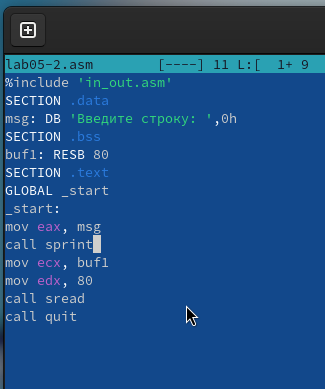 lab05-2.asm [----] 11 L:[ 1+ 9
%include 'in_out.asm'
SECTION .data
msg: DB 'Введите строку: ',0h
SECTION .bss
buf1: RESB 80
SECTION .text
GLOBAL _start
_start:
mov eax, msg
call sprint
mov ecx, buf1
mov edx, 80
call sread
call quit